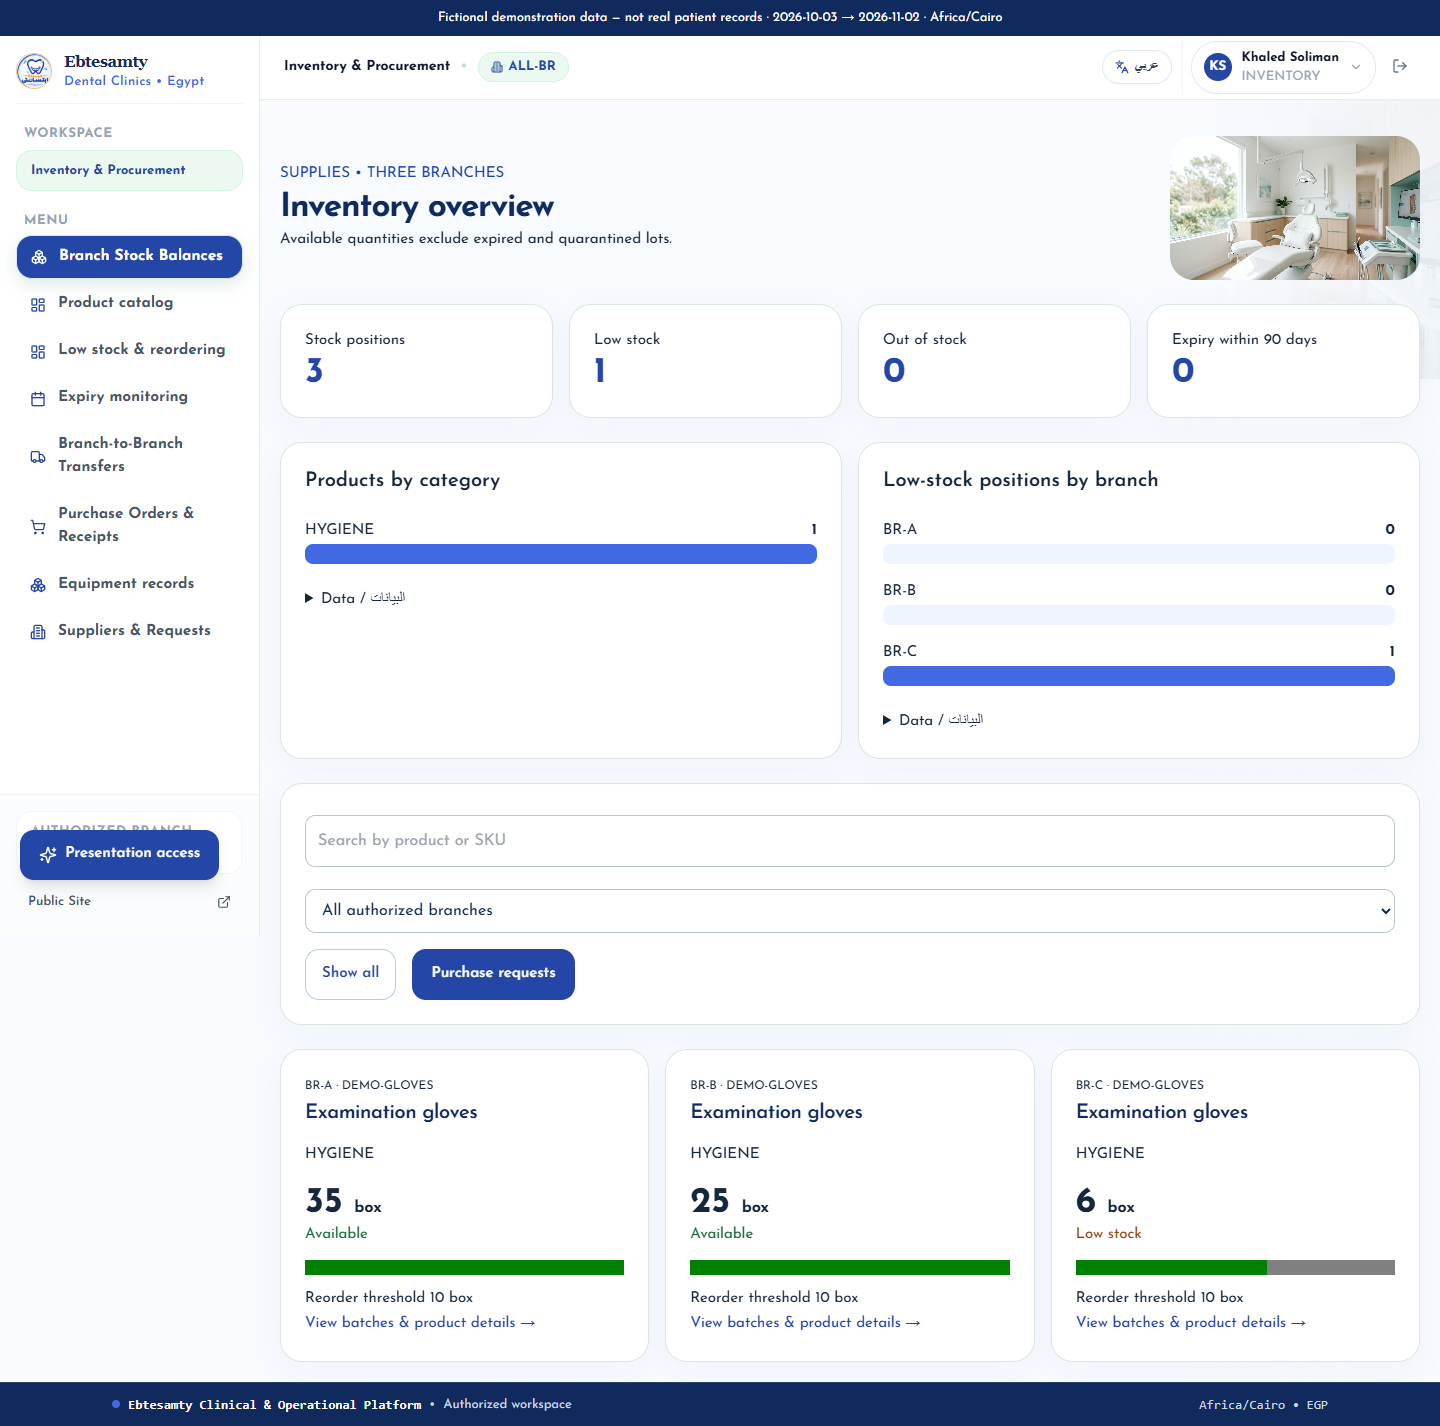 Fictional demonstration data — not real patient records · 2026-10-03 → 2026-11-02 · Africa/Cairo
Ebtesamty
Dental Clinics • Egypt
Inventory & Procurement • ALL-BR
عربي
KS
Khaled Soliman
INVENTORY
WORKSPACE
Inventory & Procurement
MENU
Branch Stock Balances
Product catalog
Low stock & reordering
Expiry monitoring
Branch-to-Branch
Transfers
Purchase Orders &
Receipts
Equipment records
Suppliers & Requests
AUTHORIZED BRANCH
Presentation access
Public Site
SUPPLIES • THREE BRANCHES
Inventory overview
Available quantities exclude expired and quarantined lots.
Stock positions
3
Low stock
1
Out of stock
0
Expiry within 90 days
0
Products by category
HYGIENE 1
Data / البيانات
Low-stock positions by branch
BR-A 0
BR-B 0
BR-C 1
Data / البيانات
Search by product or SKU
All authorized branches
Show all
Purchase requests
BR-A · DEMO-GLOVES
Examination gloves
HYGIENE
35 box
Available
Reorder threshold 10 box
View batches & product details →
BR-B · DEMO-GLOVES
Examination gloves
HYGIENE
25 box
Available
Reorder threshold 10 box
View batches & product details →
BR-C · DEMO-GLOVES
Examination gloves
HYGIENE
6 box
Low stock
Reorder threshold 10 box
View batches & product details →
Ebtesamty Clinical & Operational Platform • Authorized workspace
Africa/Cairo • EGP